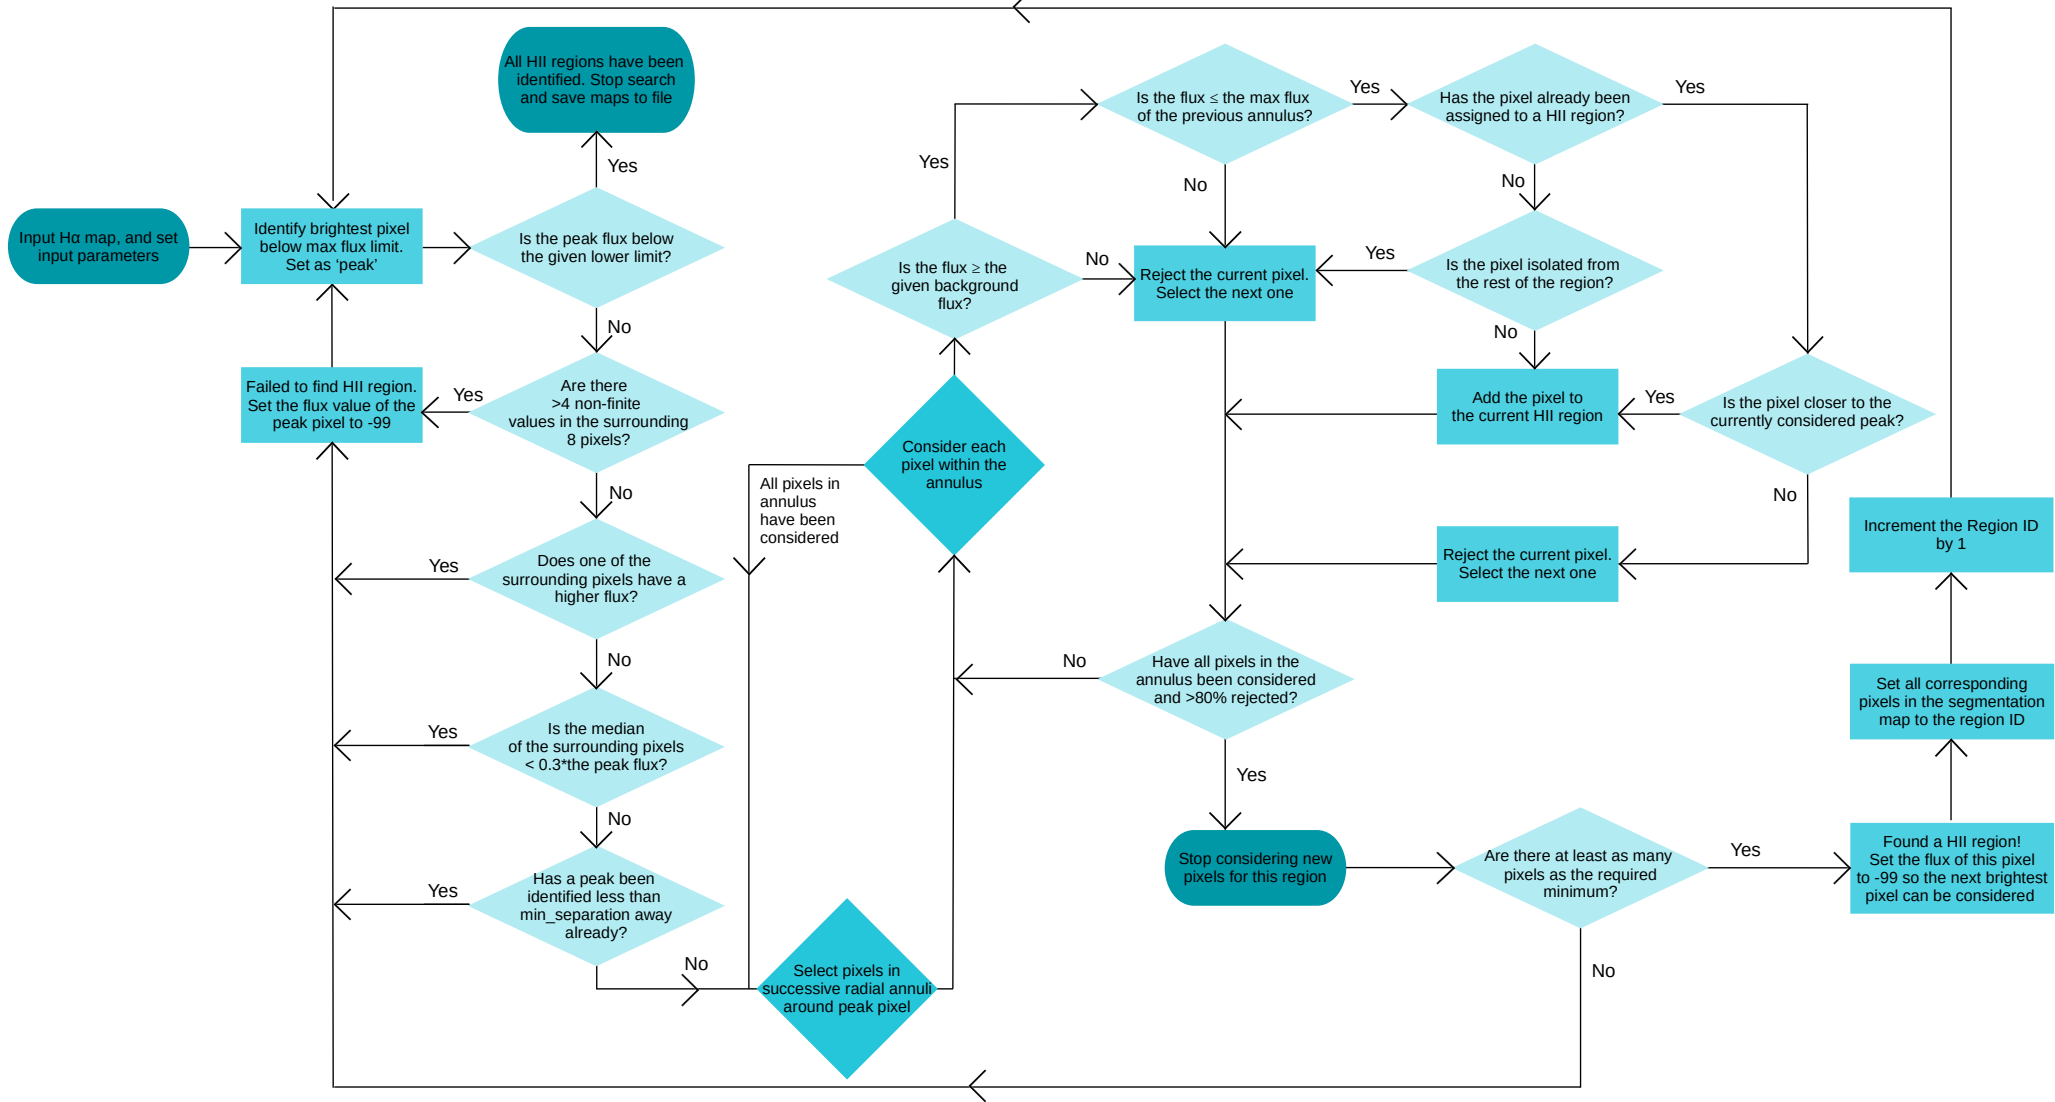 All HII regions have been
identified. Stop search
and save maps to file
Yes
Input Hα map, and set
input parameters
Identify brightest pixel
below max flux limit.
Set as ‘peak’
Is the peak flux below
the given lower limit?
No
Failed to find HII region.
Set the flux value of the
peak pixel to -99
Yes
Are there
>4 non-finite
values in the surrounding
8 pixels?
No
Yes
Does one of the
surrounding pixels have a
higher flux?
No
Yes
Is the median
of the surrounding pixels
< 0.3*the peak flux?
No
Yes
Has a peak been
identified less than
min_separation away
already?
No
Select pixels in
successive radial annuli
around peak pixel
All pixels in
annulus
have been
considered
Consider each
pixel within the
annulus
Is the flux ≥ the
given background
flux?
Yes
No
Is the flux ≤ the max flux
of the previous annulus?
Yes
No
Has the pixel already been
assigned to a HII region?
Yes
No
Reject the current pixel.
Select the next one
Yes
Is the pixel isolated from
the rest of the region?
No
Add the pixel to
the current HII region
Yes
Is the pixel closer to the
currently considered peak?
No
Reject the current pixel.
Select the next one
Have all pixels in the
annulus been considered
and >80% rejected?
No
Yes
Stop considering new
pixels for this region
Are there at least as many
pixels as the required
minimum?
Yes
No
Found a HII region!
Set the flux of this pixel
to -99 so the next brightest
pixel can be considered
Set all corresponding
pixels in the segmentation
map to the region ID
Increment the Region ID
by 1